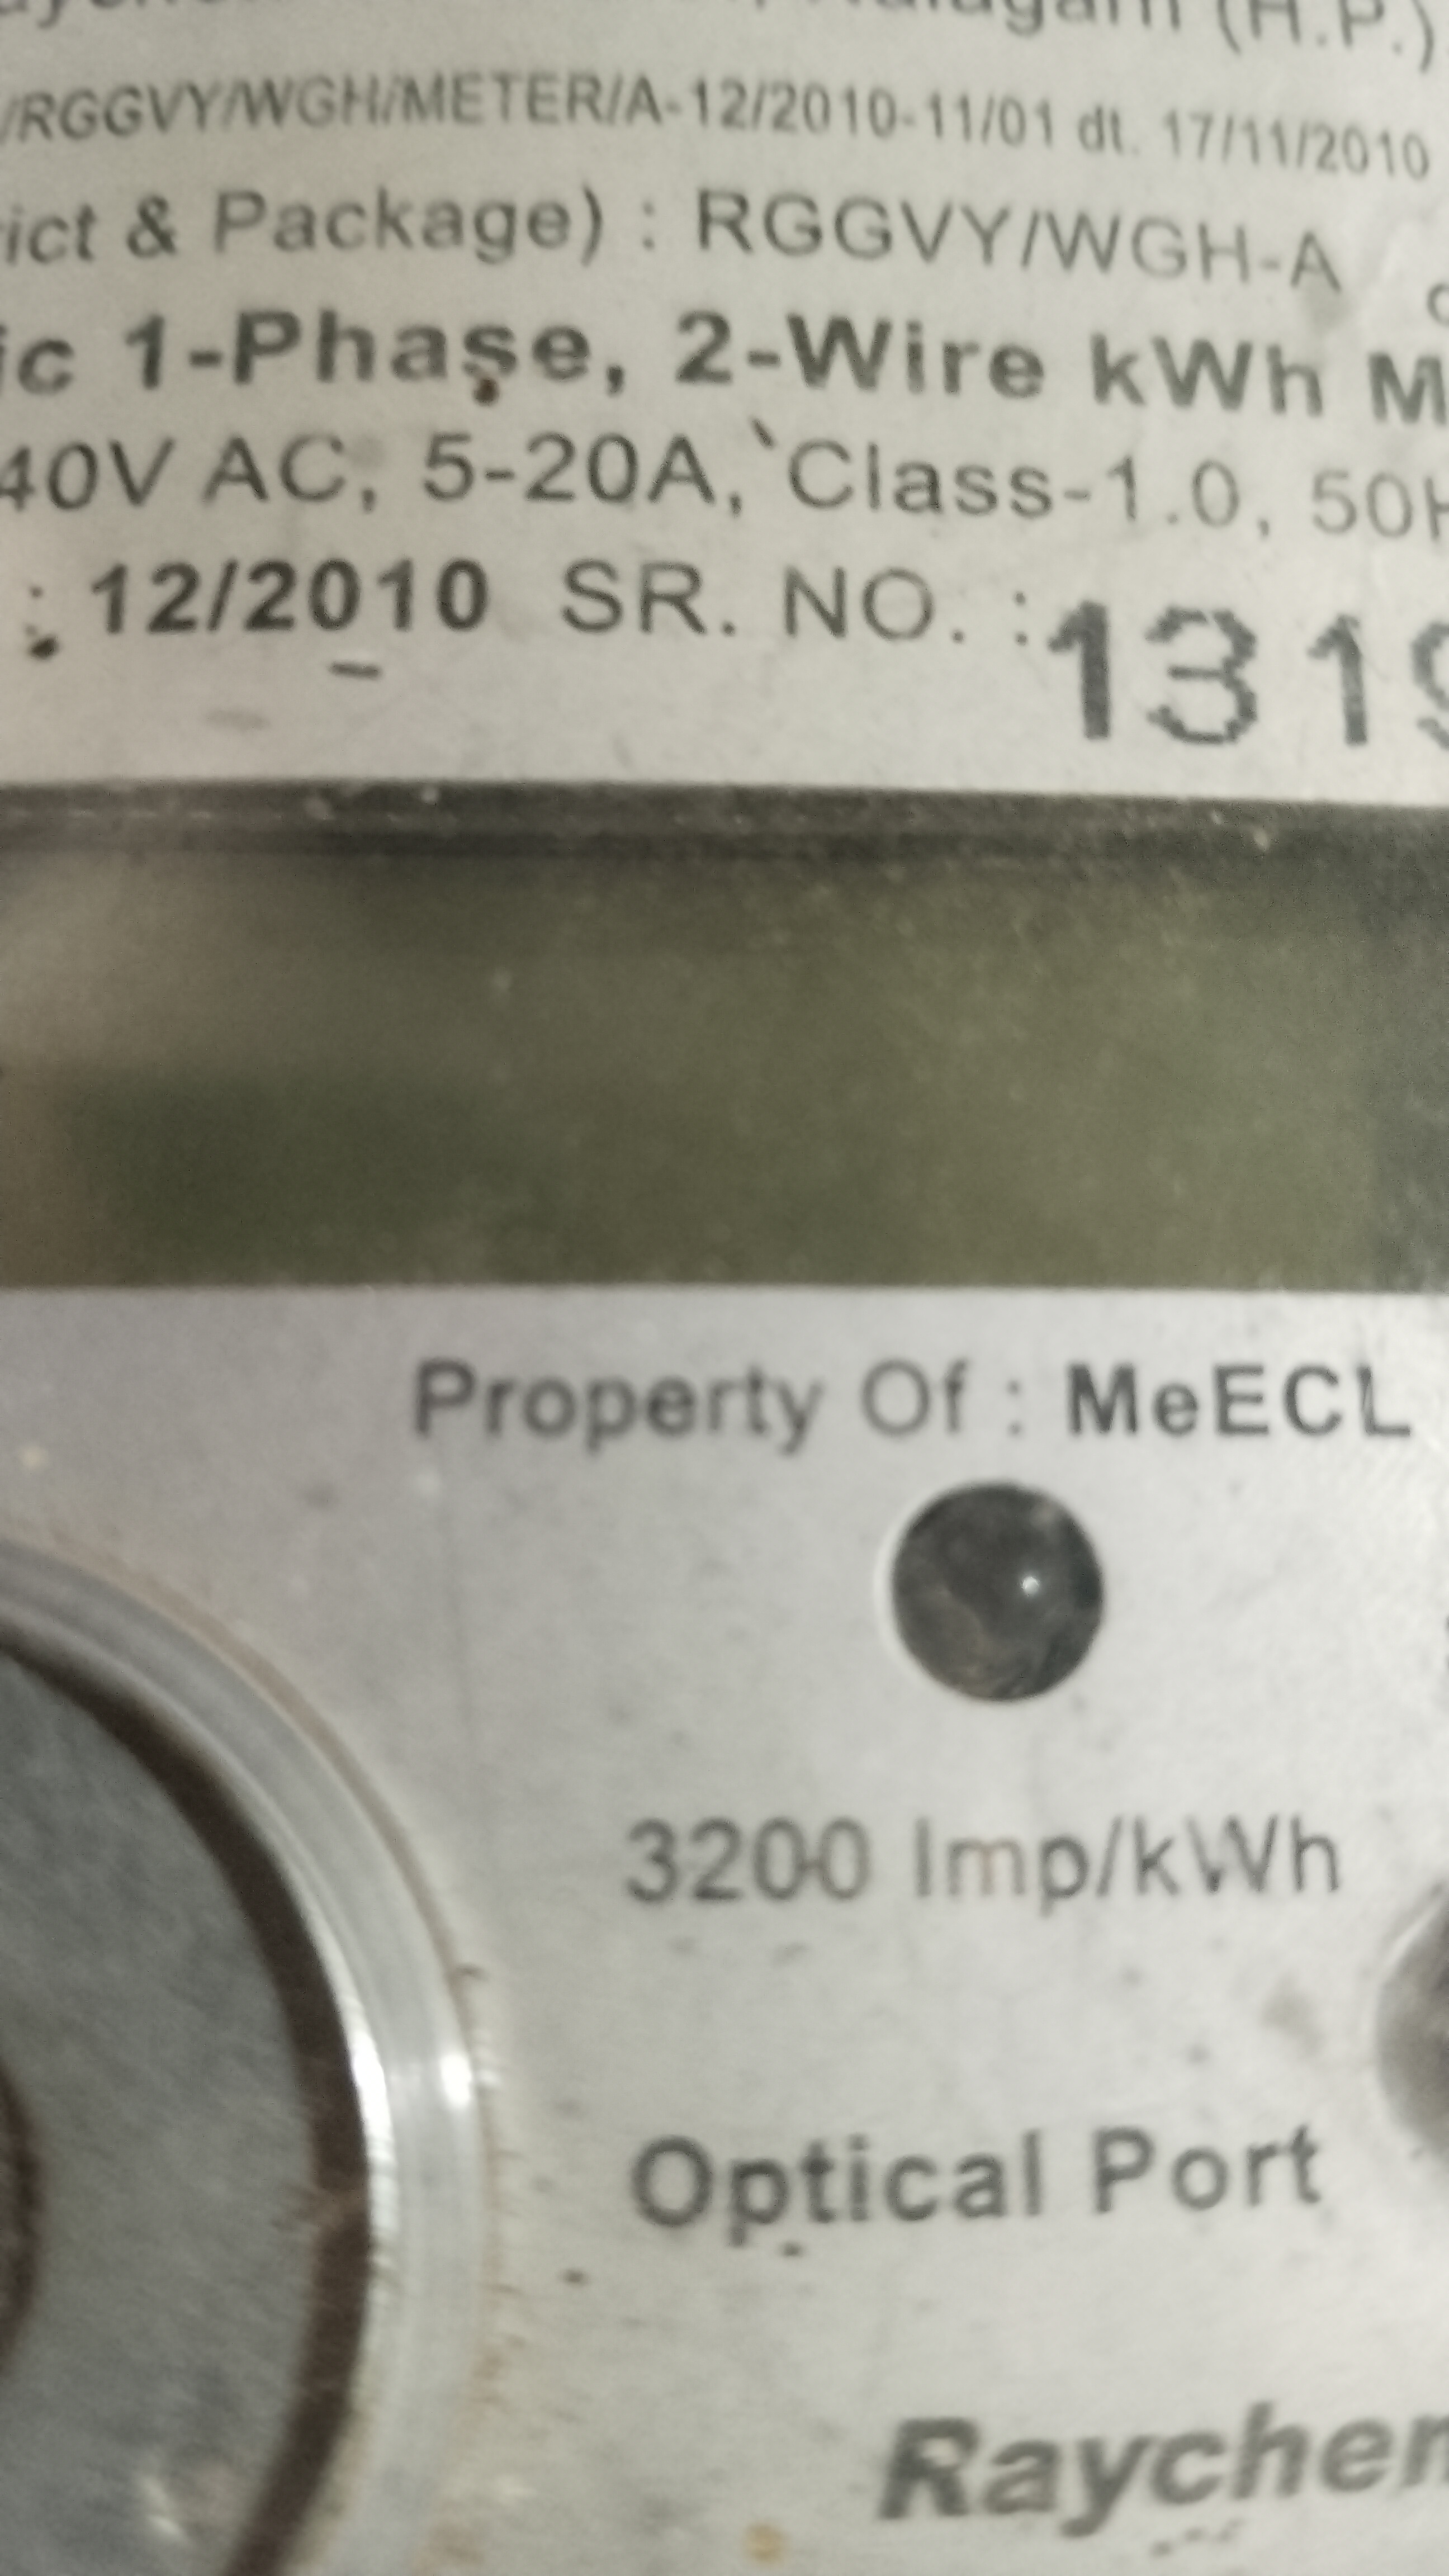 (H.P.)
/RGGVY/WGH/METER/A-12/2010-11/01 dt. 17/11/2010
ict & Package) : RGGVY/WGH-A
ic 1-Phase, 2-Wire kWh M
40V AC, 5-20A, Class-1.0, 50H
: 12/2010 SR. NO. : 1319
Property Of : MeECL
3200 Imp/kWh
Optical Port
Raychem